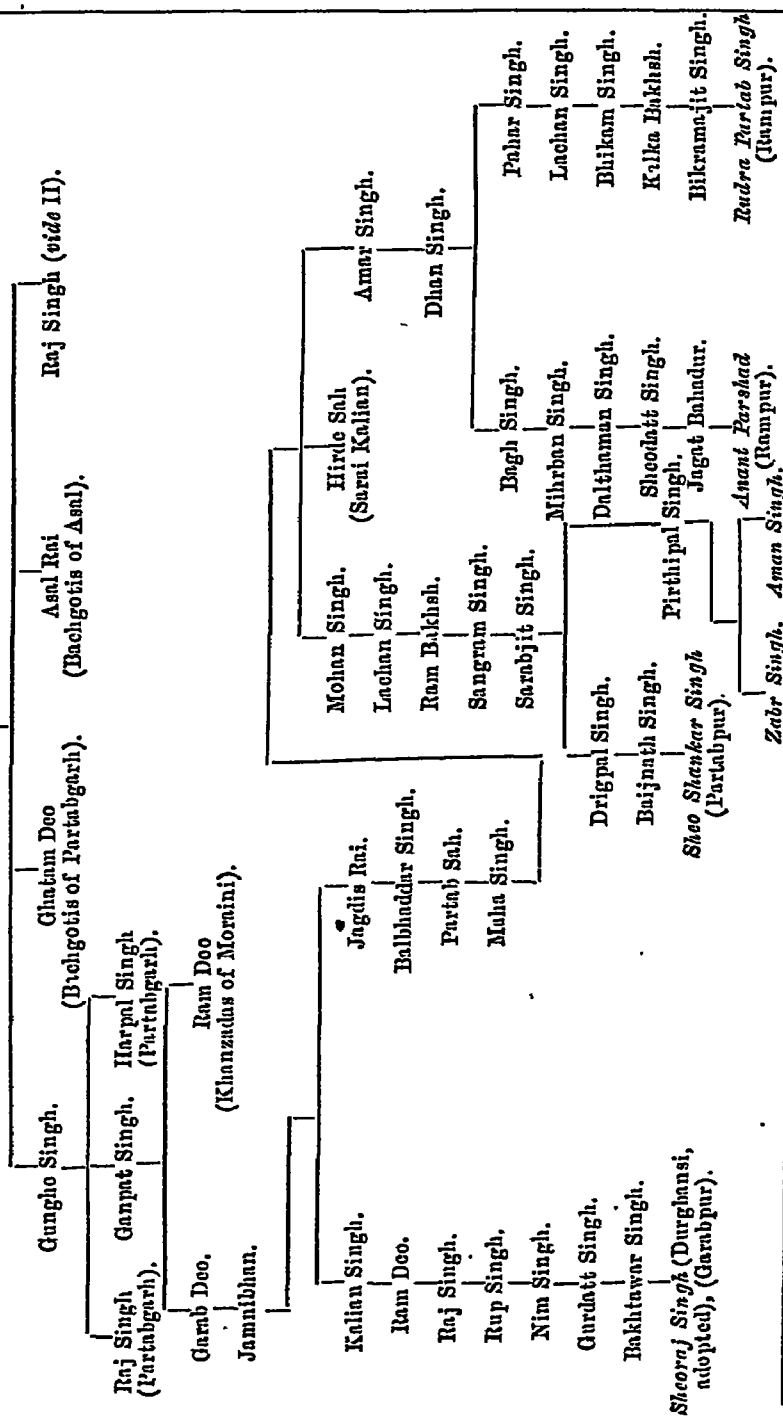 Gungho Singh.
Ghatam Deo
(Bachgotis of Partabgarh).
Asal Rai
(Bachgotis of Asal).
Raj Singh (vide II).
Raj Singh
(Partabgarh).
Ganpat Singh.
Harpal Singh
(Partabgarh).
Garab Deo.
Ram Deo
(Khanzadas of Moraini).
Jamnibhan.
Kalian Singh.
Ram Deo.
Raj Singh.
Rup Singh.
Nim Singh.
Gurdatt Singh.
Bakhtawar Singh.
Sheoraj Singh (Durgbansi,
adopted), (Garabpur).
Jagdis Rai.
Balbhaddar Singh.
Partab Sah.
Maha Singh.
Mohan Singh.
Lachan Singh.
Ram Bakhsh.
Sangram Singh.
Sarabjit Singh.
Hirde Sah
(Sarai Kalian).
Amar Singh.
Dhan Singh.
Drigpal Singh.
Baijnath Singh.
Sheo Shankar Singh
(Partabpur).
Pirthipal Singh.
Zabr Singh.
Aman Singh.
Bagh Singh.
Mihrban Singh.
Dalthaman Singh.
Sheodatt Singh.
Jagat Bahadur.
Anant Parshad
(Rampur).
Pahar Singh.
Lachan Singh.
Bhikam Singh.
Kalka Bakhsh.
Bikramajit Singh.
Rudra Partab Singh
(Rampur).